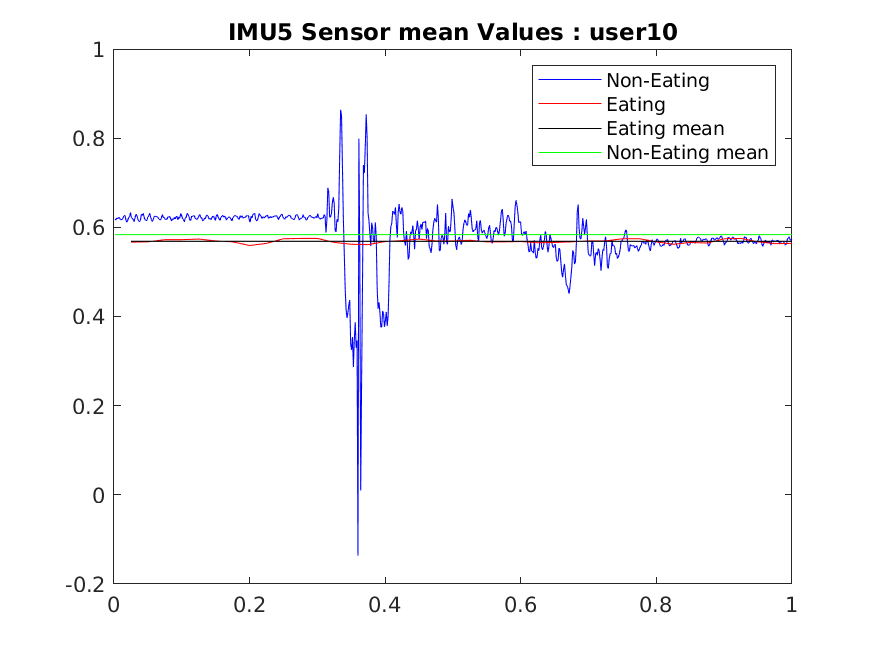 IMU5 Sensor mean Values : user10
1
0.8
0.6
0.4
0.2
0
-0.2
Non-Eating
Eating
Eating mean
Non-Eating mean
0 0.2 0.4 0.6 0.8 1